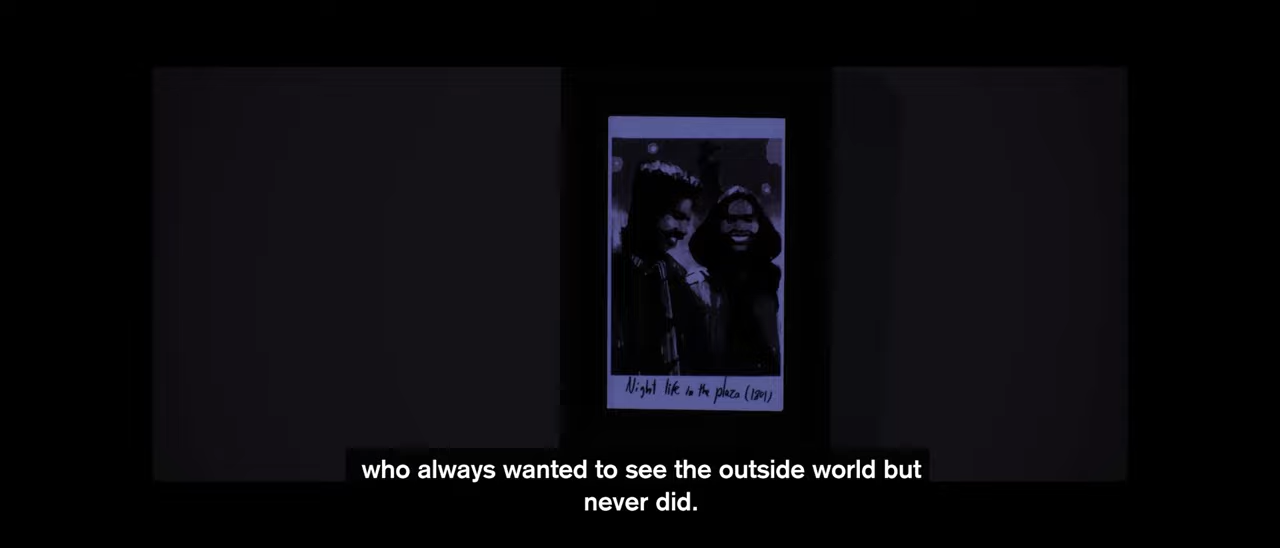 Night life in the plaza (1801)
who always wanted to see the outside world but
never did.